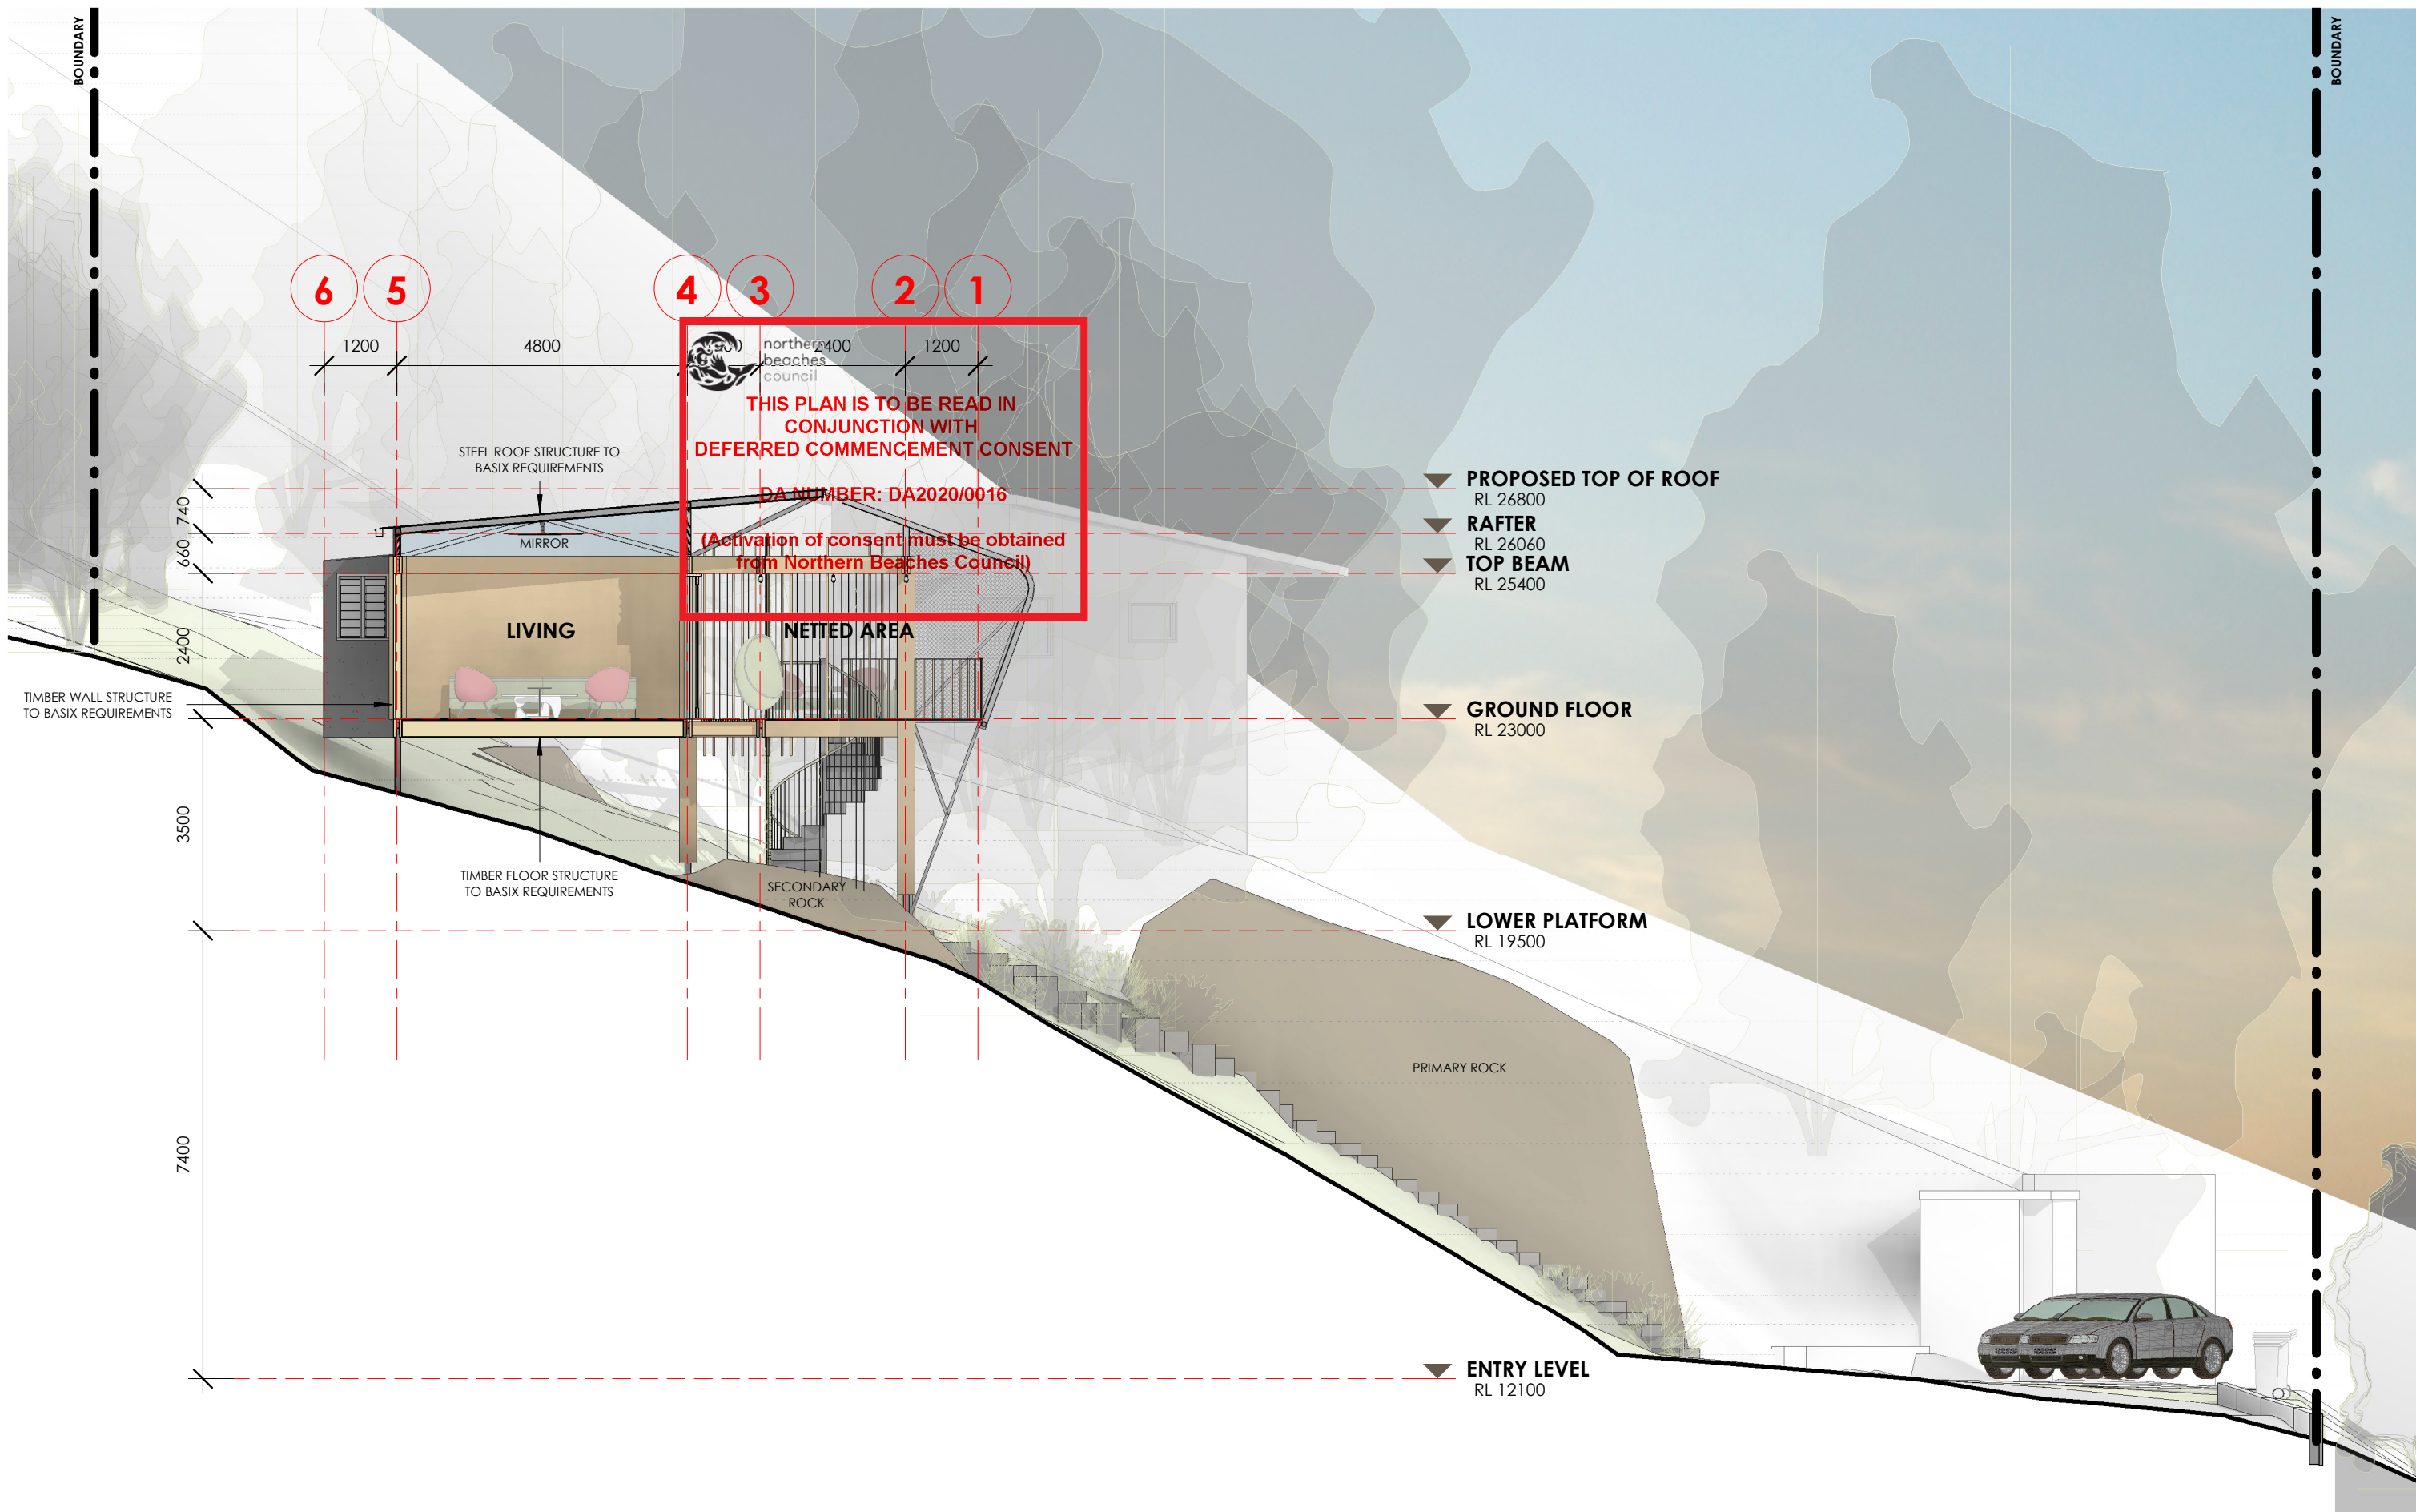 BOUNDARY
BOUNDARY
6
5
4
3
2
1
1200
4800
2400
1200
northern
beaches
council
THIS PLAN IS TO BE READ IN
CONJUNCTION WITH
DEFERRED COMMENCEMENT CONSENT
DA NUMBER: DA2020/0016
(Activation of consent must be obtained
from Northern Beaches Council)
STEEL ROOF STRUCTURE TO
BASIX REQUIREMENTS
MIRROR
LIVING
NETTED AREA
TIMBER WALL STRUCTURE
TO BASIX REQUIREMENTS
TIMBER FLOOR STRUCTURE
TO BASIX REQUIREMENTS
SECONDARY
ROCK
PRIMARY ROCK
740
660
2400
3500
7400
PROPOSED TOP OF ROOF
RL 26800
RAFTER
RL 26060
TOP BEAM
RL 25400
GROUND FLOOR
RL 23000
LOWER PLATFORM
RL 19500
ENTRY LEVEL
RL 12100